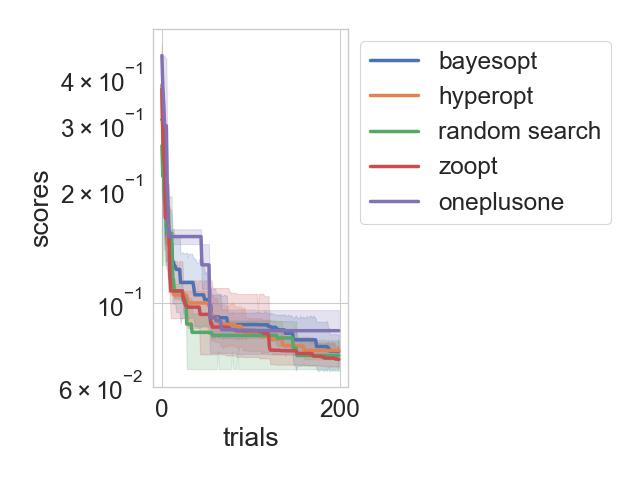 4 × 10⁻¹
3 × 10⁻¹
2 × 10⁻¹
10⁻¹
6 × 10⁻²
scores
0
200
trials
bayesopt
hyperopt
random search
zoopt
oneplusone